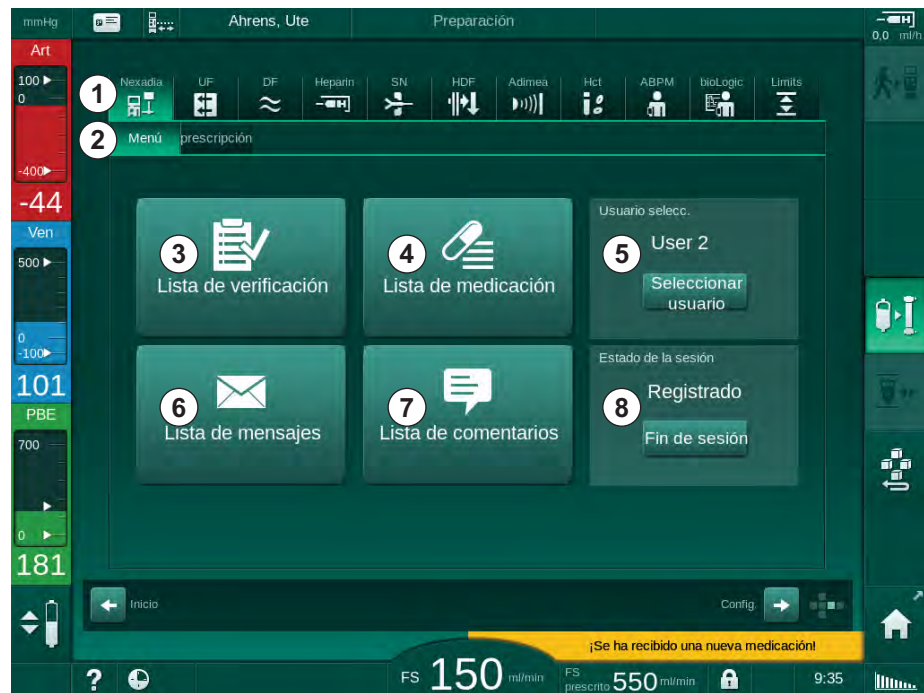 mmHg
Ahrens, Ute
Preparación
0,0 ml/h
Art
100
0
-400
-44
Ven
500
0
-100
101
PBE
700
0
181
1
Nexadia
UF
DF
Heparin
SN
HDF
Adimea
Hct
ABPM
bioLogic
Limits
2
Menú
prescripción
3
Lista de verificación
4
Lista de medicación
Usuario selecc.
5
User 2
Seleccionar
usuario
6
Lista de mensajes
7
Lista de comentarios
Estado de la sesión
8
Registrado
Fin de sesión
Inicio
Config.
¡Se ha recibido una nueva medicación!
?
FS 150 ml/min
FS
prescrito 550 ml/min
9:35